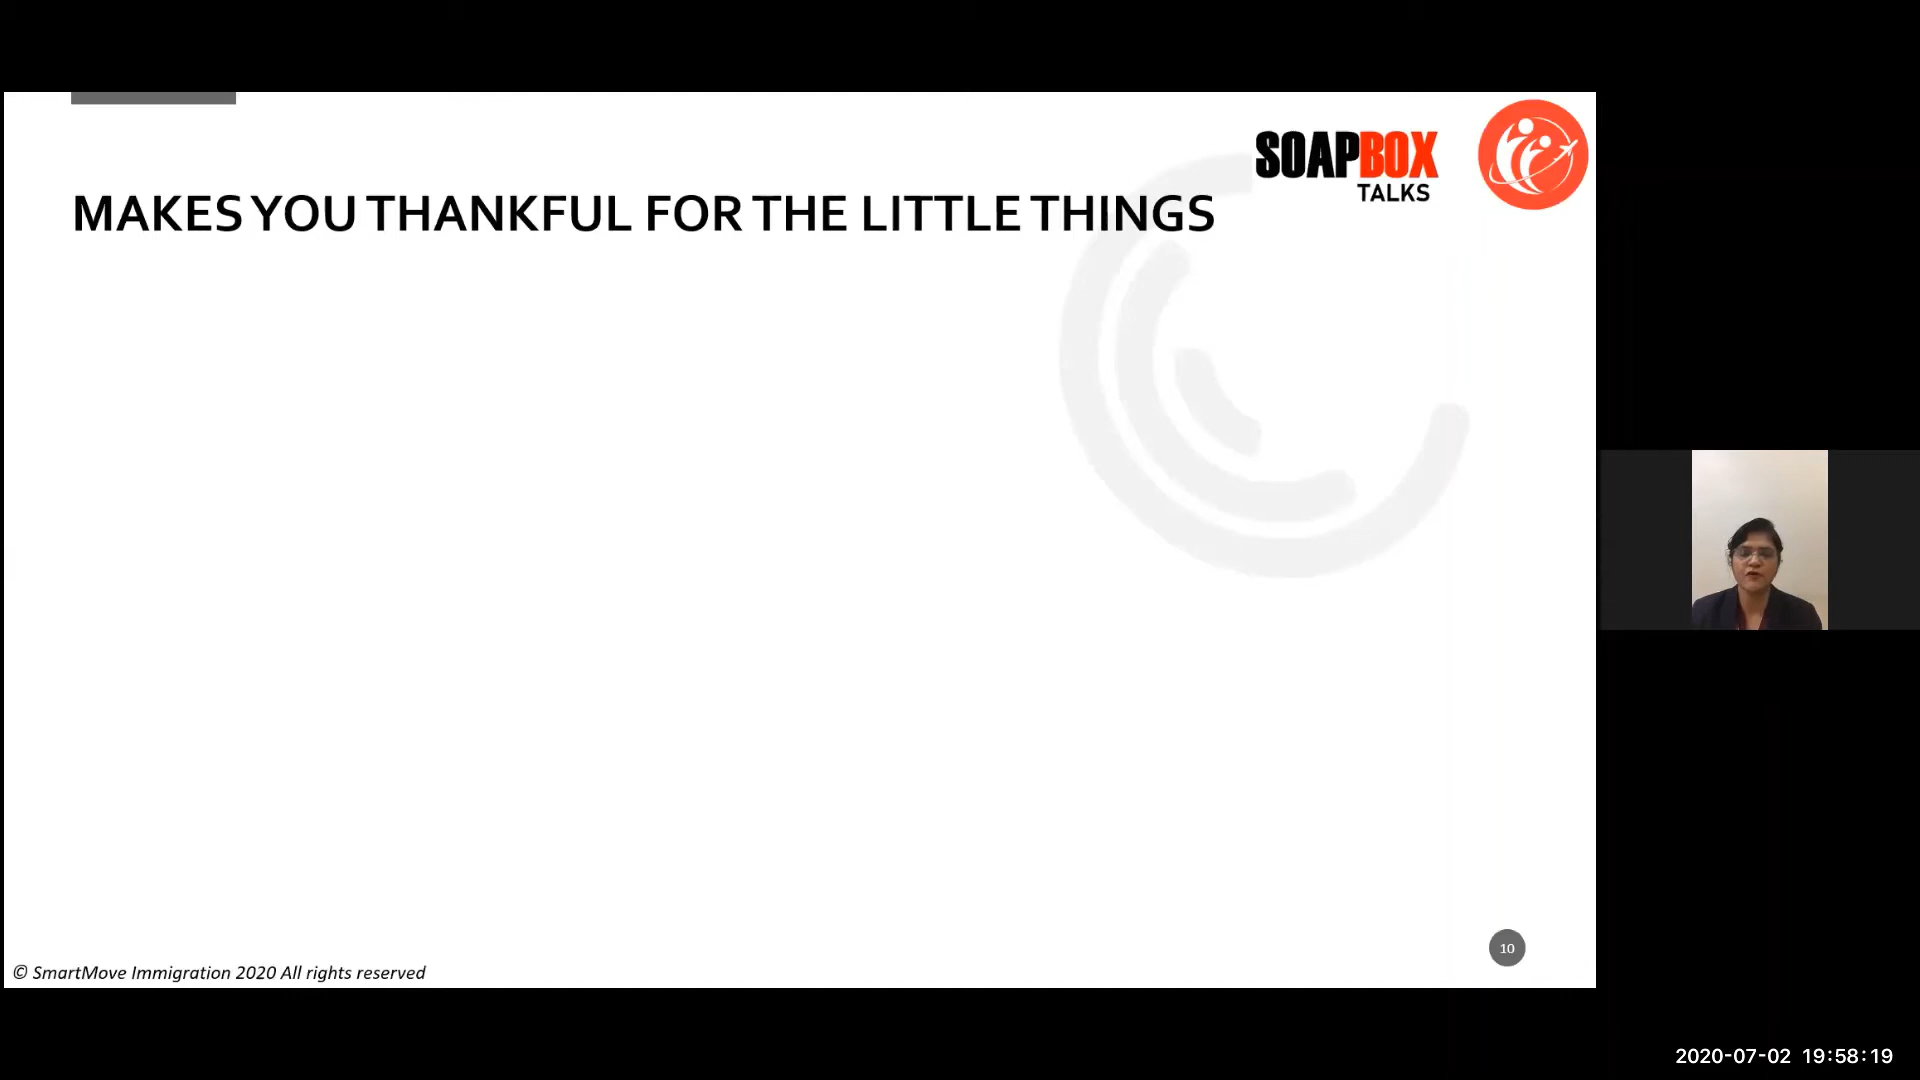 SOAPBOX
TALKS
MAKES YOU THANKFUL FOR THE LITTLE THINGS
10
© SmartMove Immigration 2020 All rights reserved
2020-07-02 19:58:19